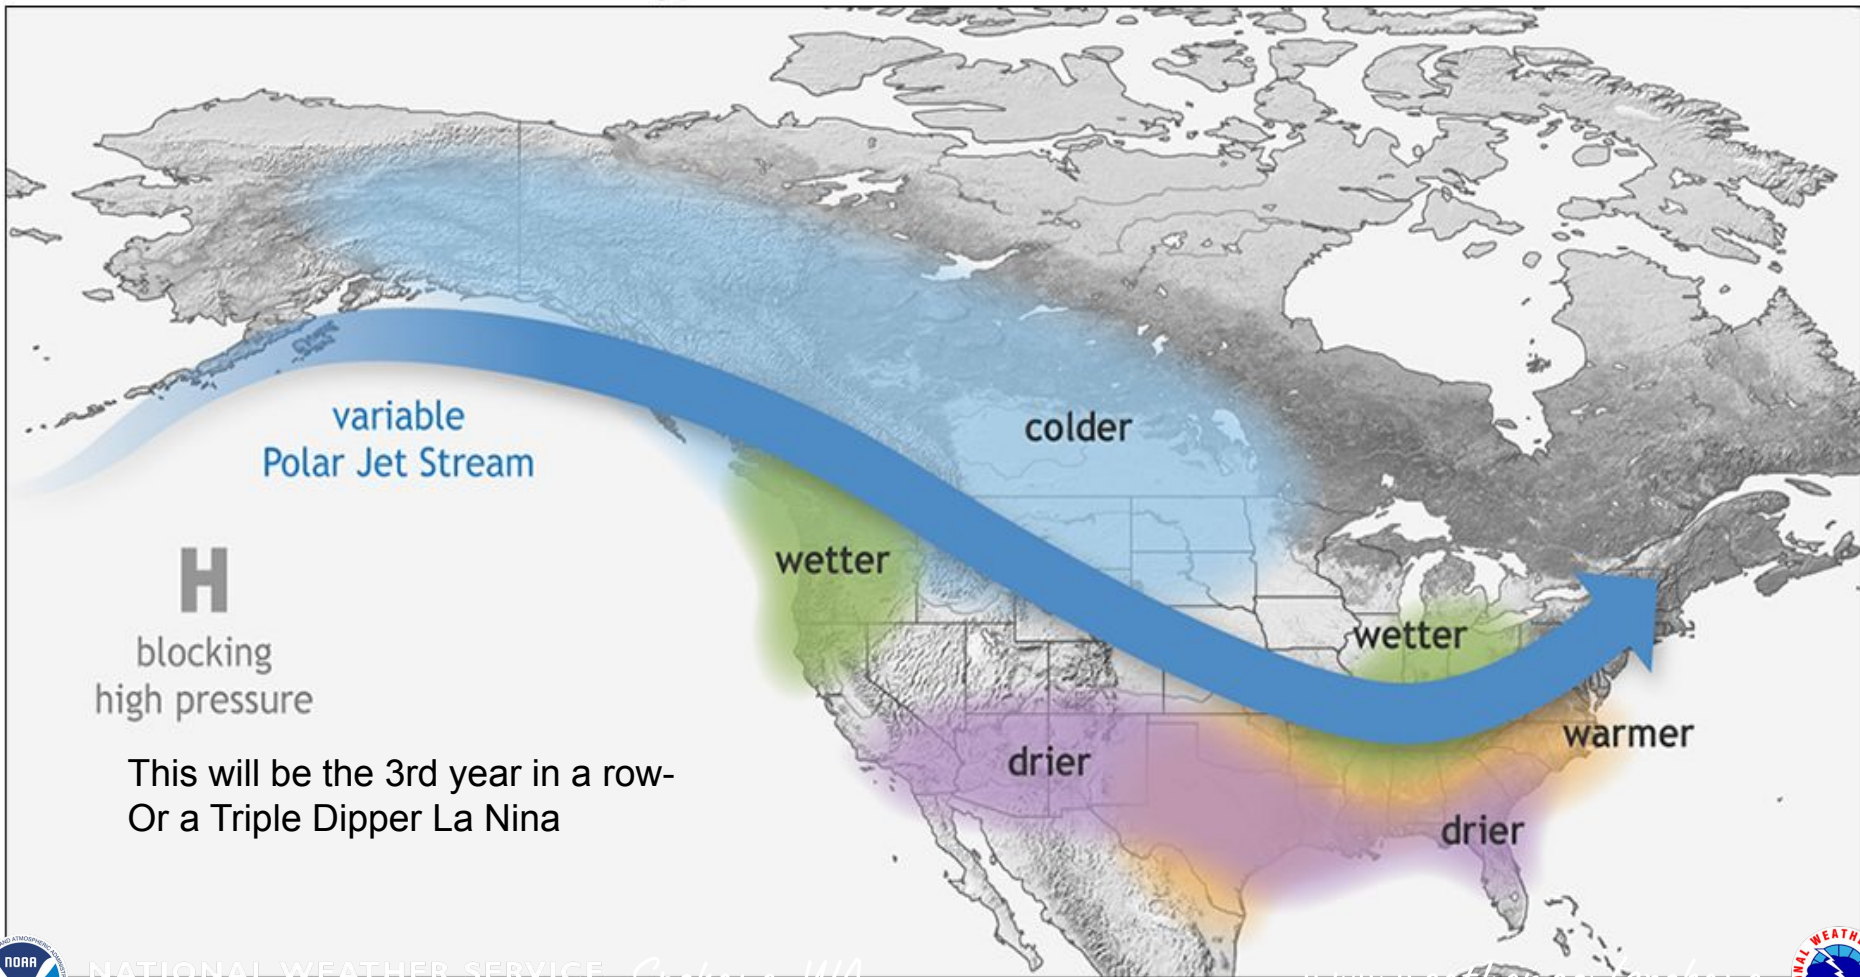 variable
Polar Jet Stream
colder
wetter
H
blocking
high pressure
wetter
warmer
drier
drier
This will be the 3rd year in a row-
Or a Triple Dipper La Nina
NOAA
NATIONAL WEATHER SERVICE